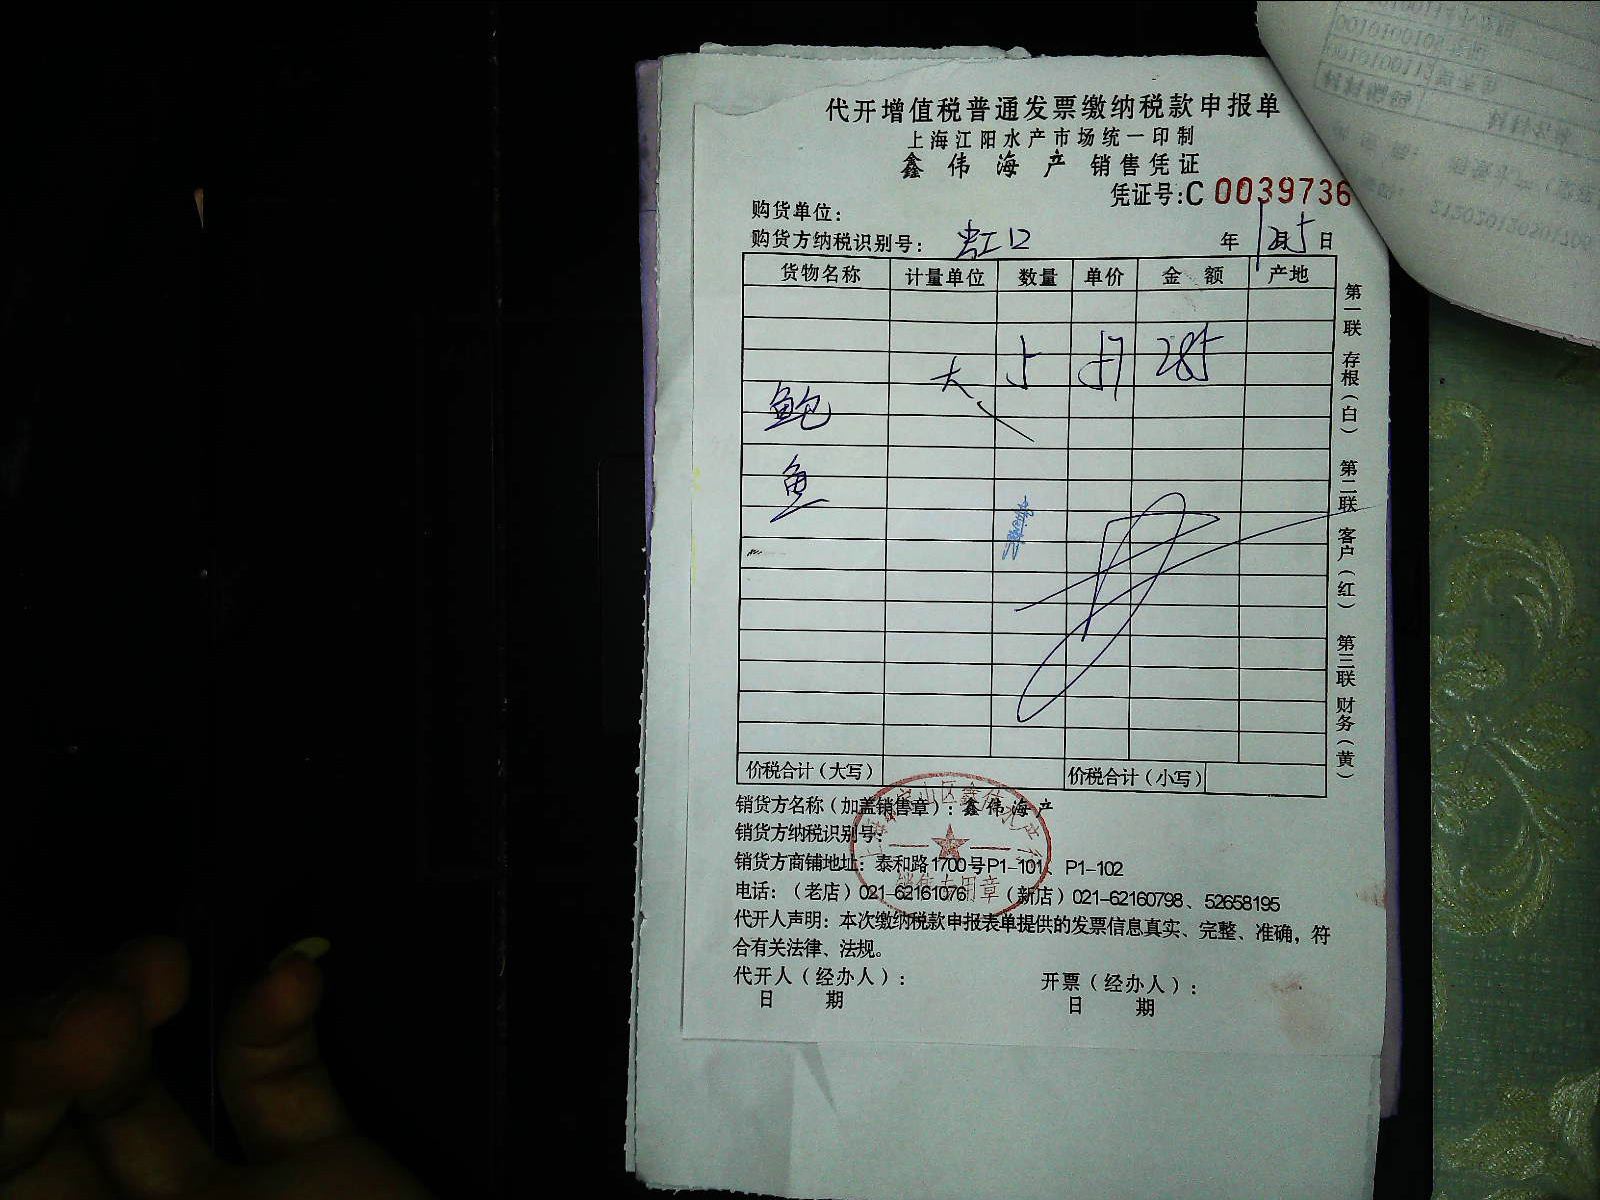 代开增值税普通发票缴纳税款申报单
上海江阳水产市场统一印制
鑫伟海产 销售凭证
凭证号:C 0039736
购货单位:
购货方纳税识别号: 虹口 年 12月5日
货物名称 计量单位 数量 单价 金额 产地
大 5 57 285
鲍
鱼
价税合计(大写) 价税合计(小写)
销货方名称(加盖销售章):鑫伟海产
销货方纳税识别号:
销货方商铺地址: 泰和路1700号P1-101、P1-102
电话:(老店)021-62161076 (新店)021-62160798、52658195
代开人声明:本次缴纳税款申报表单提供的发票信息真实、完整、准确,符
合有关法律、法规。
代开人(经办人): 开票(经办人):
日期 日期
第一联 存根(白) 第二联 客户(红) 第三联 财务(黄)
销售专用章